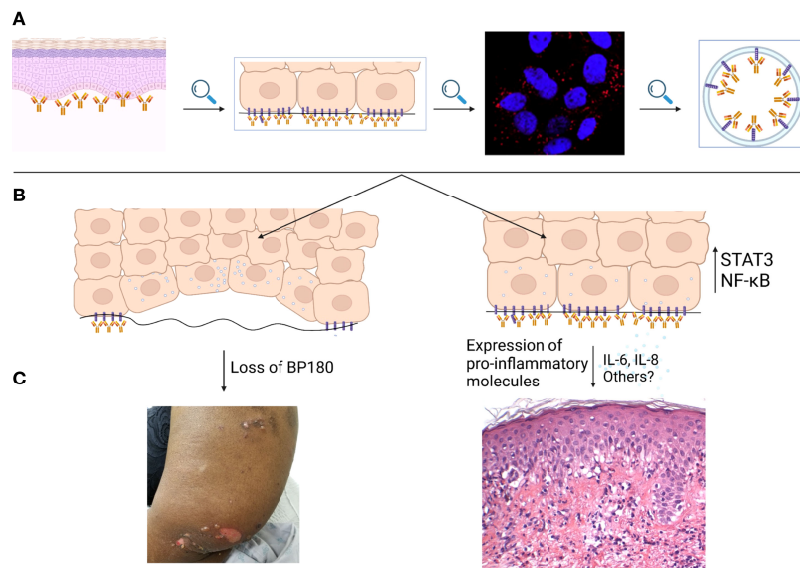 A
B
STAT3
NF-κB
Expression of
pro-inflammatory
molecules
IL-6, IL-8
Others?
Loss of BP180
C